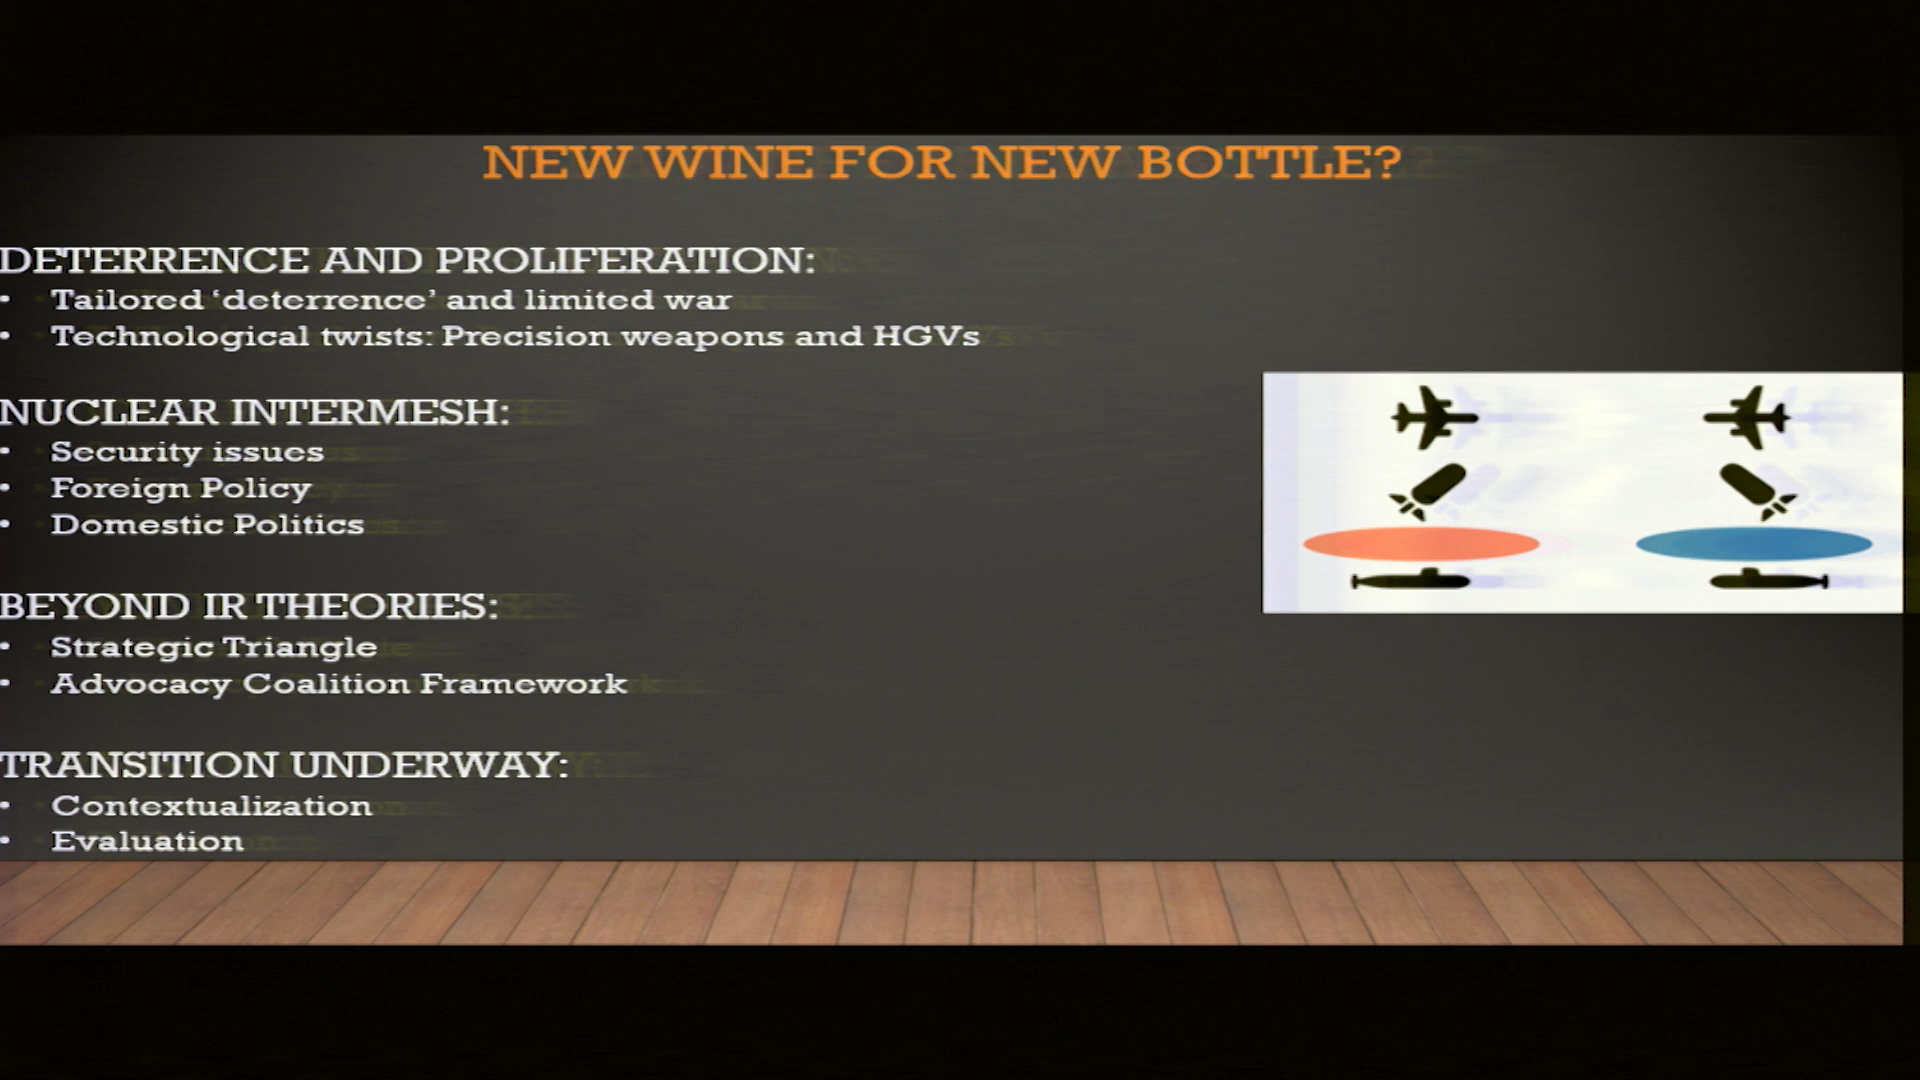 NEW WINE FOR NEW BOTTLE?
DETERRENCE AND PROLIFERATION:
• Tailored ‘deterrence’ and limited war
• Technological twists: Precision weapons and HGVs
NUCLEAR INTERMESH:
• Security issues
• Foreign Policy
• Domestic Politics
BEYOND IR THEORIES:
• Strategic Triangle
• Advocacy Coalition Framework
TRANSITION UNDERWAY:
• Contextualization
• Evaluation